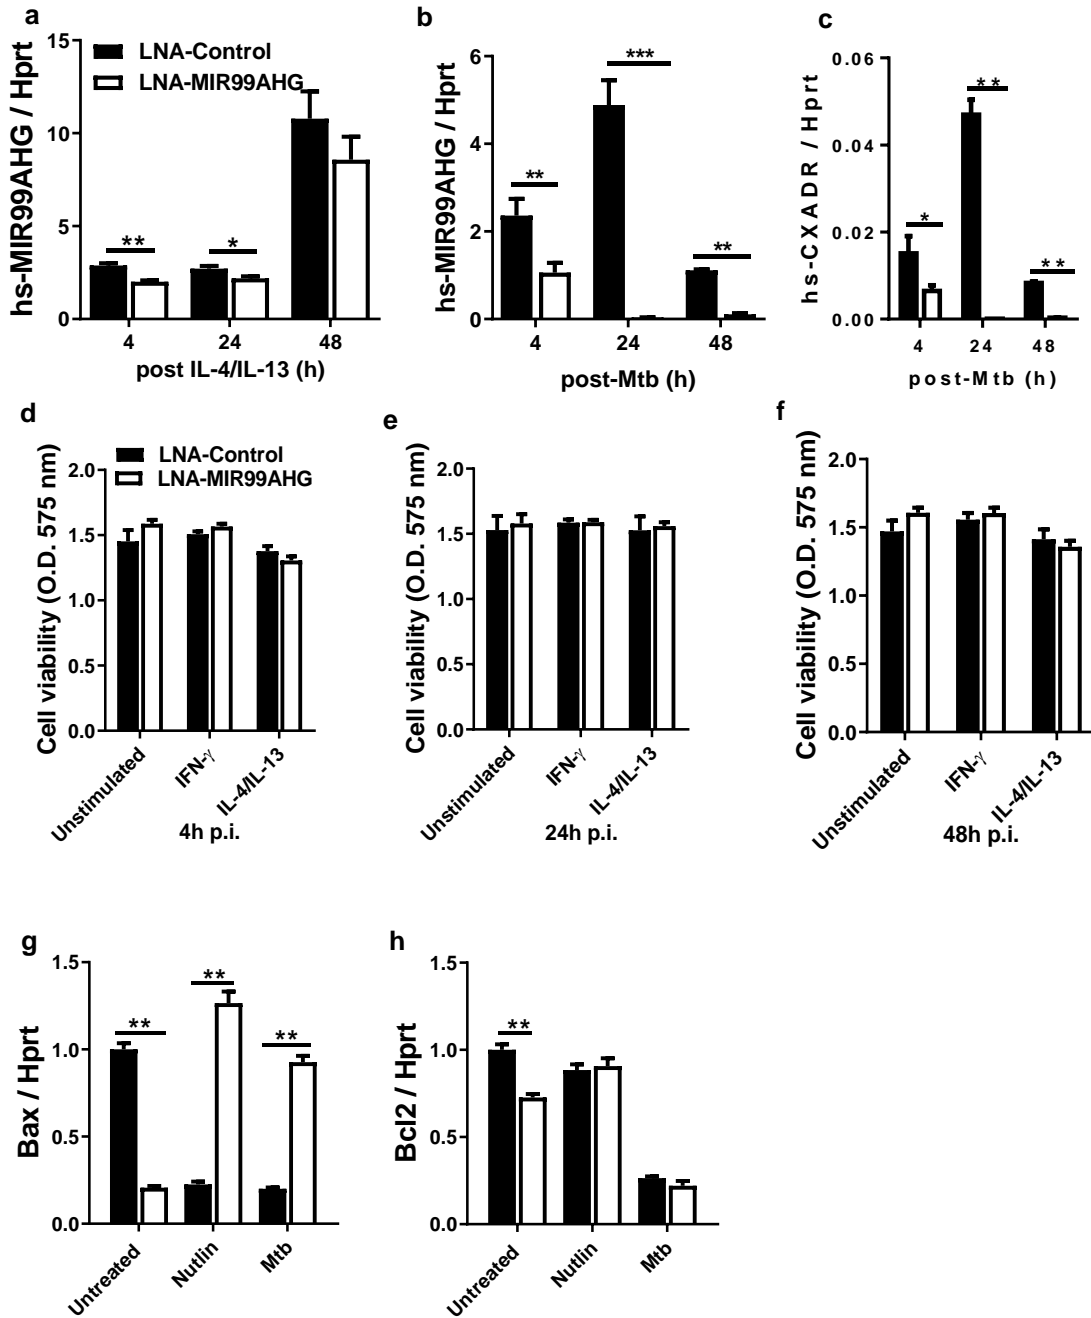 a
hs-MIR99AHG / Hprt
15
10
5
0
LNA-Control
LNA-MIR99AHG
**
*
4
24
48
post IL-4/IL-13 (h)
b
hs-MIR99AHG / Hprt
6
4
2
0
**
***
**
4
24
48
post-Mtb (h)
c
hs-CXADR / Hprt
0.06
0.04
0.02
0.00
*
**
**
4
24
48
post-Mtb (h)
d
Cell viability (O.D. 575 nm)
2.0
1.5
1.0
0.5
0.0
LNA-Control
LNA-MIR99AHG
Unstimulated
IFN-γ
IL-4/IL-13
4h p.i.
e
Cell viability (O.D. 575 nm)
2.0
1.5
1.0
0.5
0.0
Unstimulated
IFN-γ
IL-4/IL-13
24h p.i.
f
Cell viability (O.D. 575 nm)
2.0
1.5
1.0
0.5
0.0
Unstimulated
IFN-γ
IL-4/IL-13
48h p.i.
g
Bax / Hprt
1.5
1.0
0.5
0.0
**
**
**
Untreated
Nutlin
Mtb
h
Bcl2 / Hprt
1.5
1.0
0.5
0.0
**
Untreated
Nutlin
Mtb